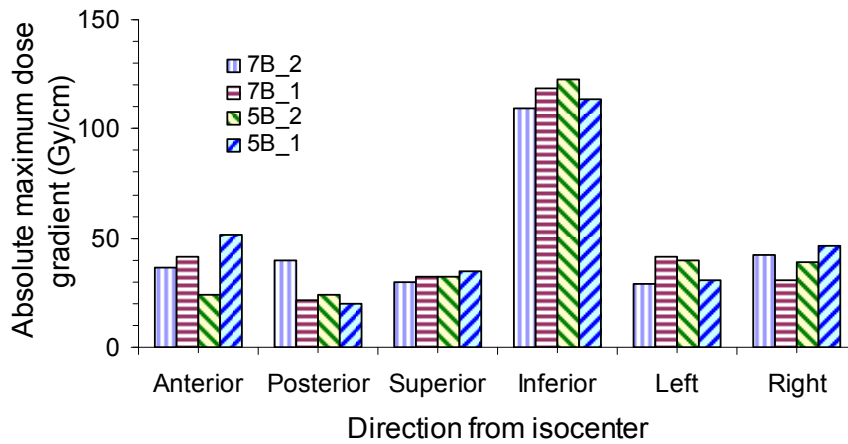 Absolute maximum dose
gradient (Gy/cm)
150
100
50
0
7B_2
7B_1
5B_2
5B_1
Anterior Posterior Superior Inferior Left Right
Direction from isocenter